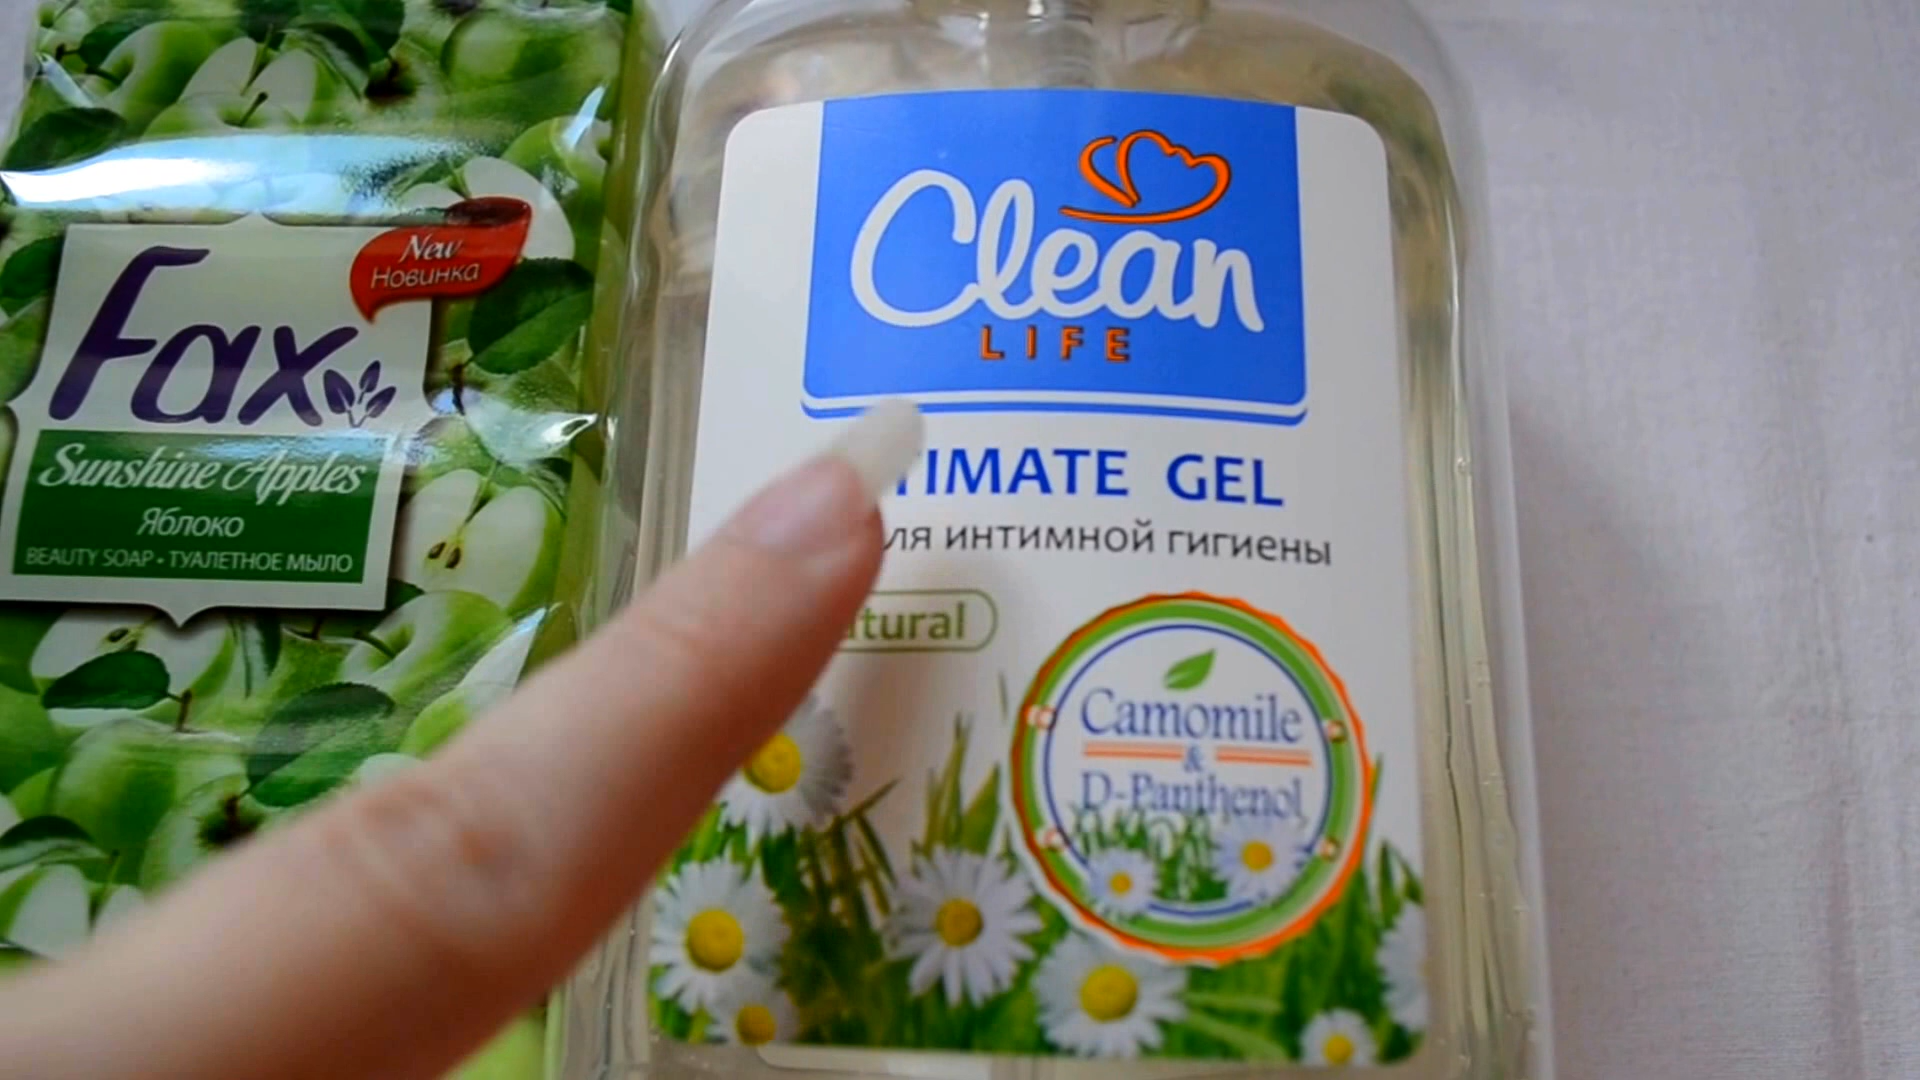 New
Новинка
Fax
Sunshine Apples
Яблоко
BEAUTY SOAP • ТУАЛЕТНОЕ МЫЛО
Clean
LIFE
TIMATE GEL
ля интимной гигиены
atural
Camomile
&
D-Panthenol